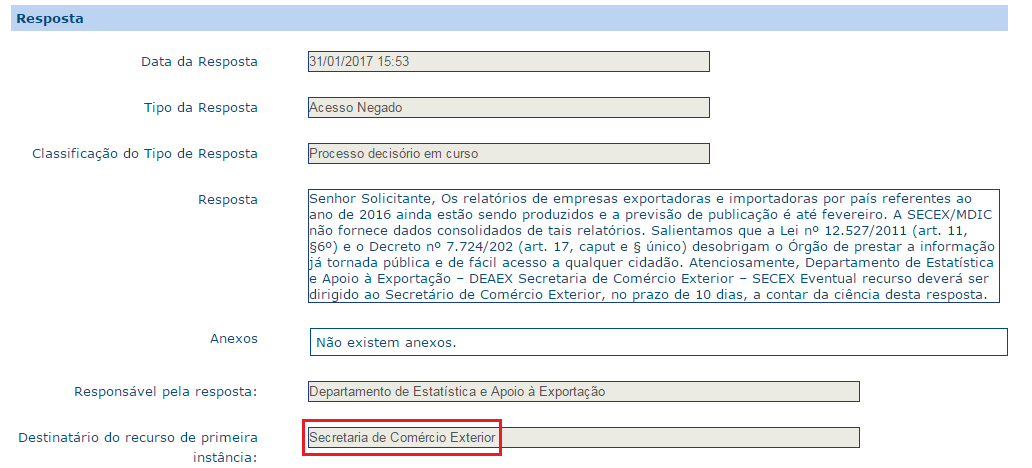 Resposta
Data da Resposta
31/01/2017 15:53
Tipo da Resposta
Acesso Negado
Classificação do Tipo de Resposta
Processo decisório em curso
Resposta
Senhor Solicitante, Os relatórios de empresas exportadoras e importadoras por país referentes ao
ano de 2016 ainda estão sendo produzidos e a previsão de publicação é até fevereiro. A SECEX/MDIC
não fornece dados consolidados de tais relatórios. Salientamos que a Lei nº 12.527/2011 (art. 11,
§6º) e o Decreto nº 7.724/202 (art. 17, caput e § único) desobrigam o Órgão de prestar a informação
já tornada pública e de fácil acesso a qualquer cidadão. Atenciosamente, Departamento de Estatística
e Apoio à Exportação – DEAEX Secretaria de Comércio Exterior – SECEX Eventual recurso deverá ser
dirigido ao Secretário de Comércio Exterior, no prazo de 10 dias, a contar da ciência desta resposta.
Anexos
Não existem anexos.
Responsável pela resposta:
Departamento de Estatística e Apoio à Exportação
Destinatário do recurso de primeira
instância:
Secretaria de Comércio Exterior